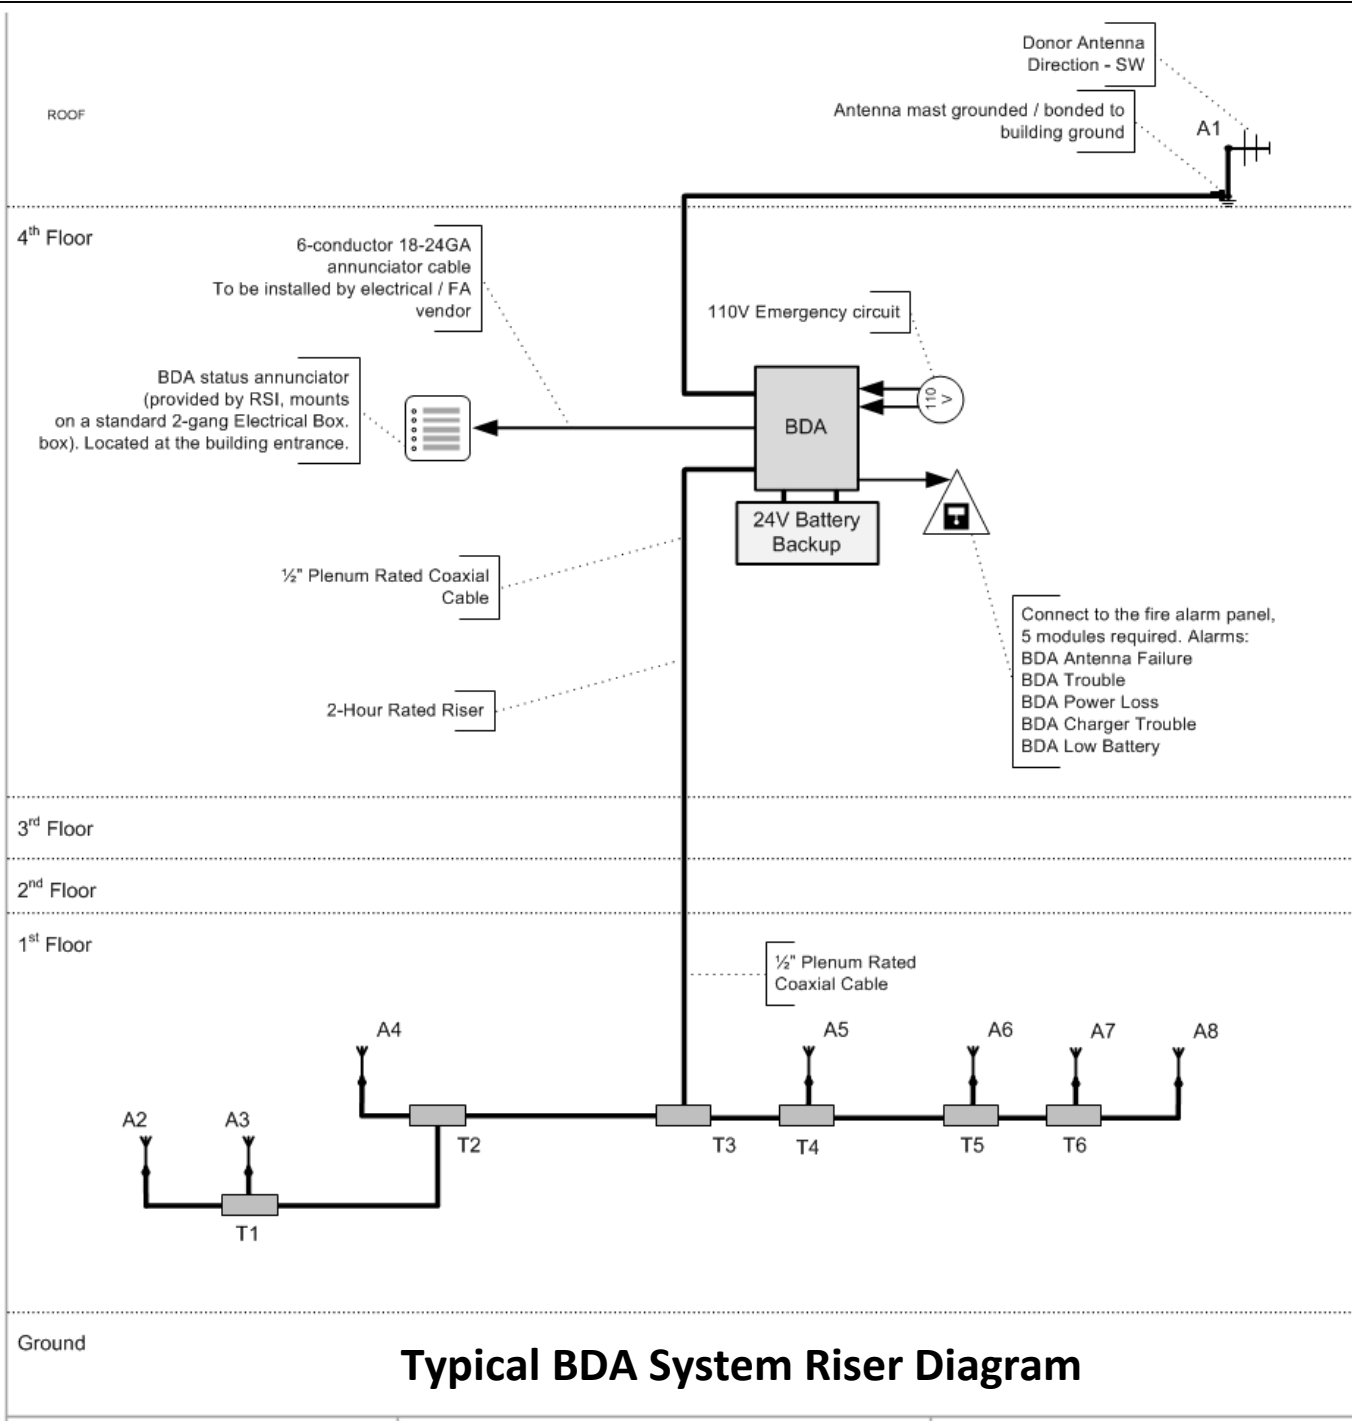 Donor Antenna
Direction - SW
ROOF
Antenna mast grounded / bonded to
building ground
A1
4th Floor
6-conductor 18-24GA
annunciator cable
To be installed by electrical / FA
vendor
110V Emergency circuit
BDA status annunciator
(provided by RSI, mounts
on a standard 2-gang Electrical Box.
box). Located at the building entrance.
110
V
BDA
24V Battery
Backup
½" Plenum Rated Coaxial
Cable
Connect to the fire alarm panel,
5 modules required. Alarms:
BDA Antenna Failure
BDA Trouble
BDA Power Loss
BDA Charger Trouble
BDA Low Battery
2-Hour Rated Riser
3rd Floor
2nd Floor
1st Floor
½" Plenum Rated
Coaxial Cable
A4
A5
A6
A7
A8
A2
A3
T2
T3
T4
T5
T6
T1
Ground
Typical BDA System Riser Diagram